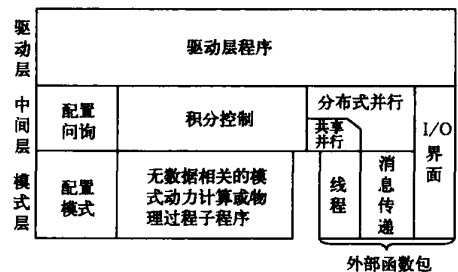 驱动层
驱动层程序
中间层
配置
问询
积分控制
分布式并行
共享
并行
I/O
界面
模式层
配置
模式
无数据相关的模
式动力计算或物
理过程子程序
线程
消息传递
外部函数包